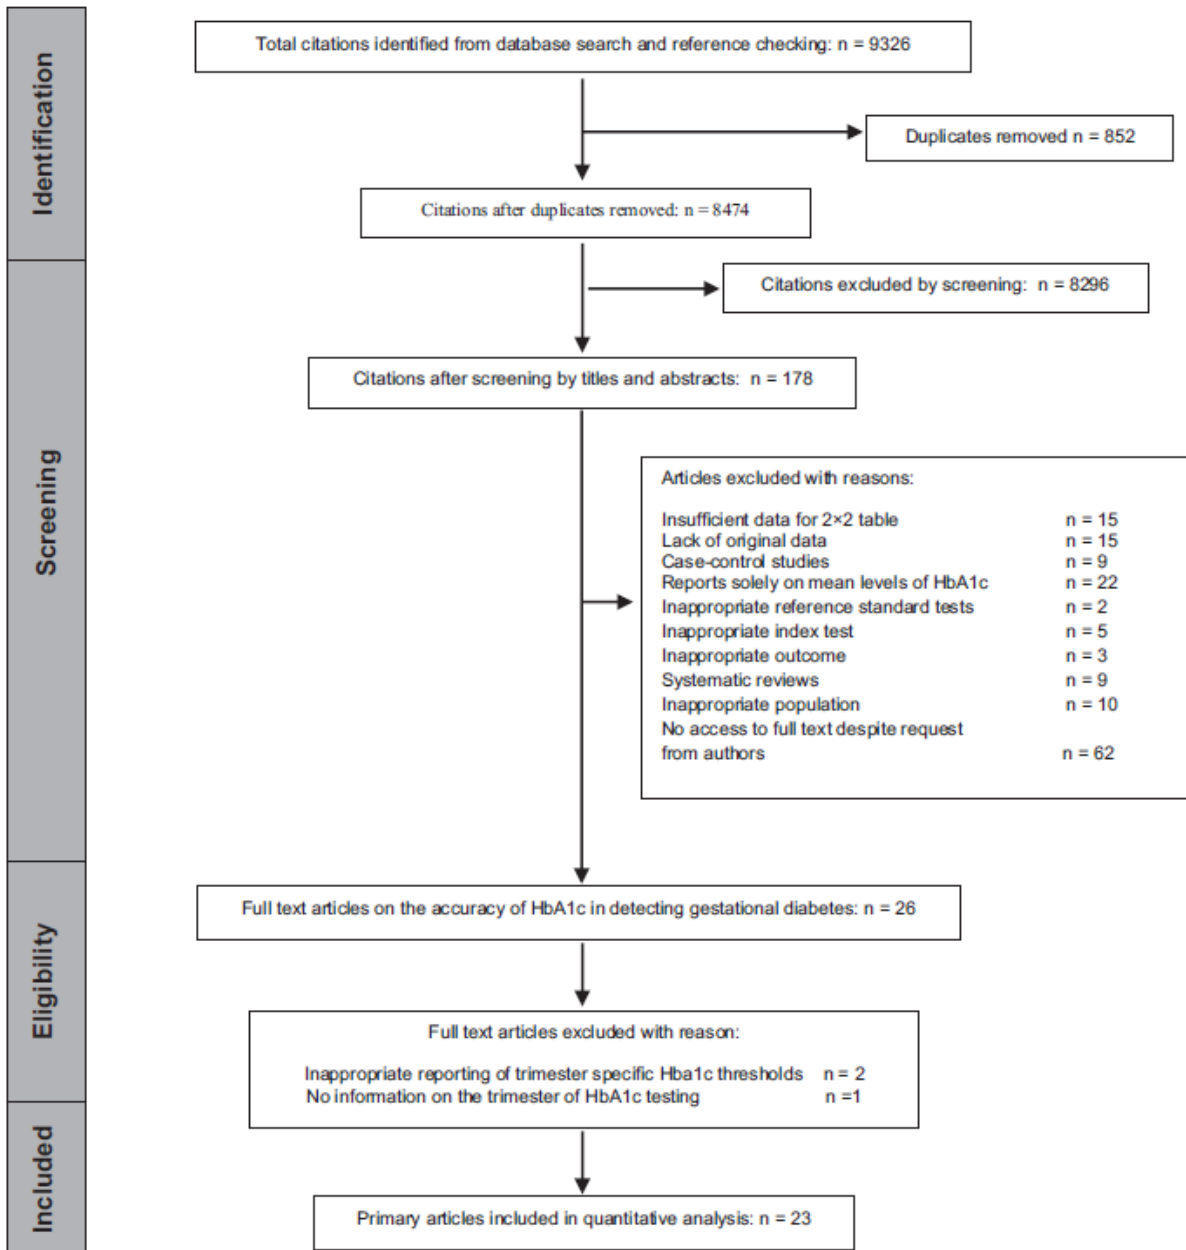 Identification
Total citations identified from database search and reference checking: n = 9326
Duplicates removed n = 852
Citations after duplicates removed: n = 8474
Screening
Citations excluded by screening: n = 8296
Citations after screening by titles and abstracts: n = 178
Articles excluded with reasons:
Insufficient data for 2×2 table n = 15
Lack of original data n = 15
Case-control studies n = 9
Reports solely on mean levels of HbA1c n = 22
Inappropriate reference standard tests n = 2
Inappropriate index test n = 5
Inappropriate outcome n = 3
Systematic reviews n = 9
Inappropriate population n = 10
No access to full text despite request
from authors n = 62
Eligibility
Full text articles on the accuracy of HbA1c in detecting gestational diabetes: n = 26
Full text articles excluded with reason:
Inappropriate reporting of trimester specific Hba1c thresholds n = 2
No information on the trimester of HbA1c testing n =1
Included
Primary articles included in quantitative analysis: n = 23